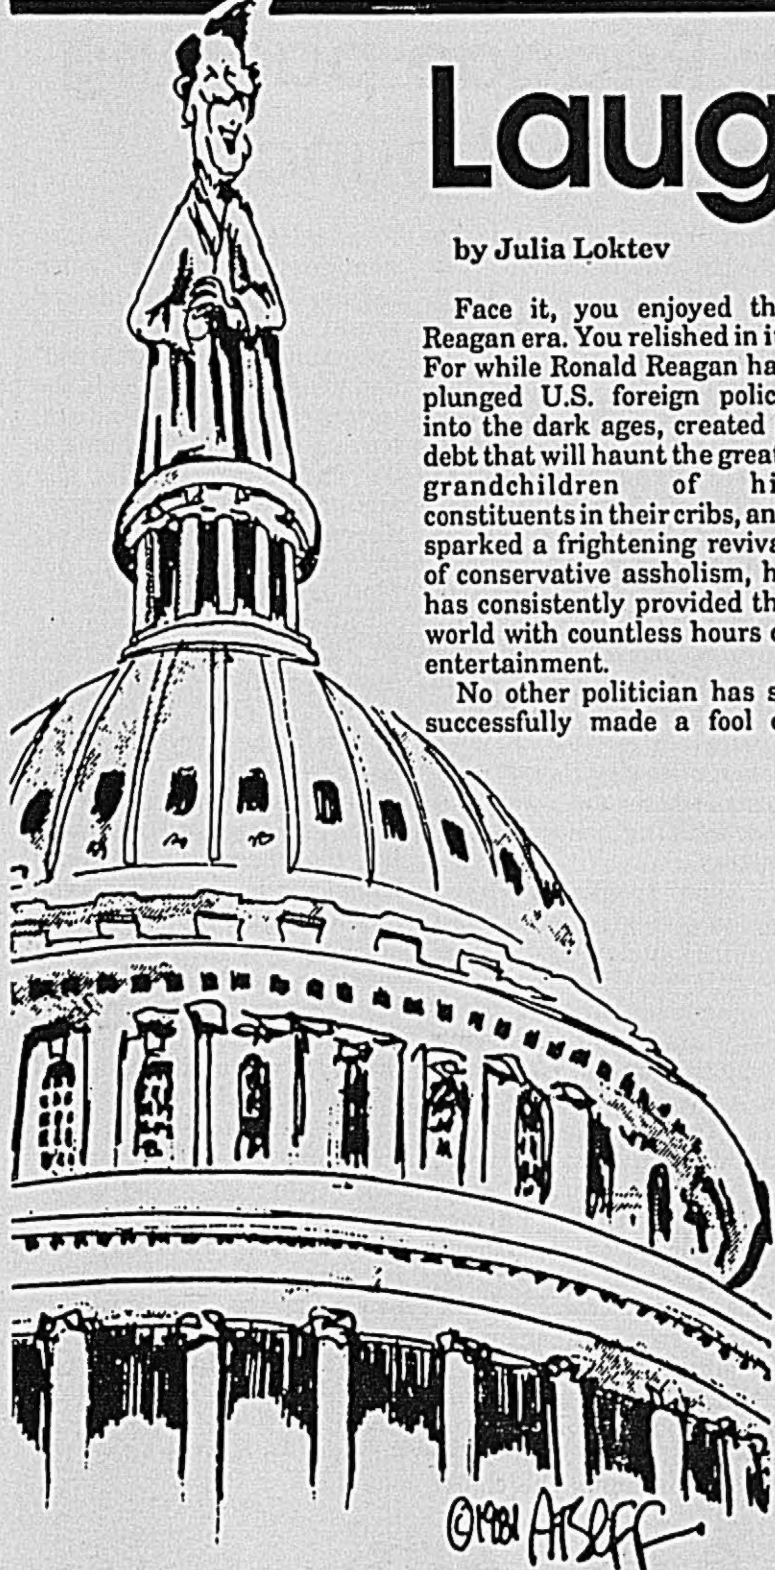 Laug
by Julia Loktev
Face it, you enjoyed th
Reagan era. You relished in i
For while Ronald Reagan ha
plunged U.S. foreign polic
into the dark ages, created
debt that will haunt the great
grandchildren of hi
constituents in their cribs, an
sparked a frightening reviva
of conservative assholism, h
has consistently provided th
world with countless hours o
entertainment.
No other politician has s
successfully made a fool o
©1981 ATSEFF